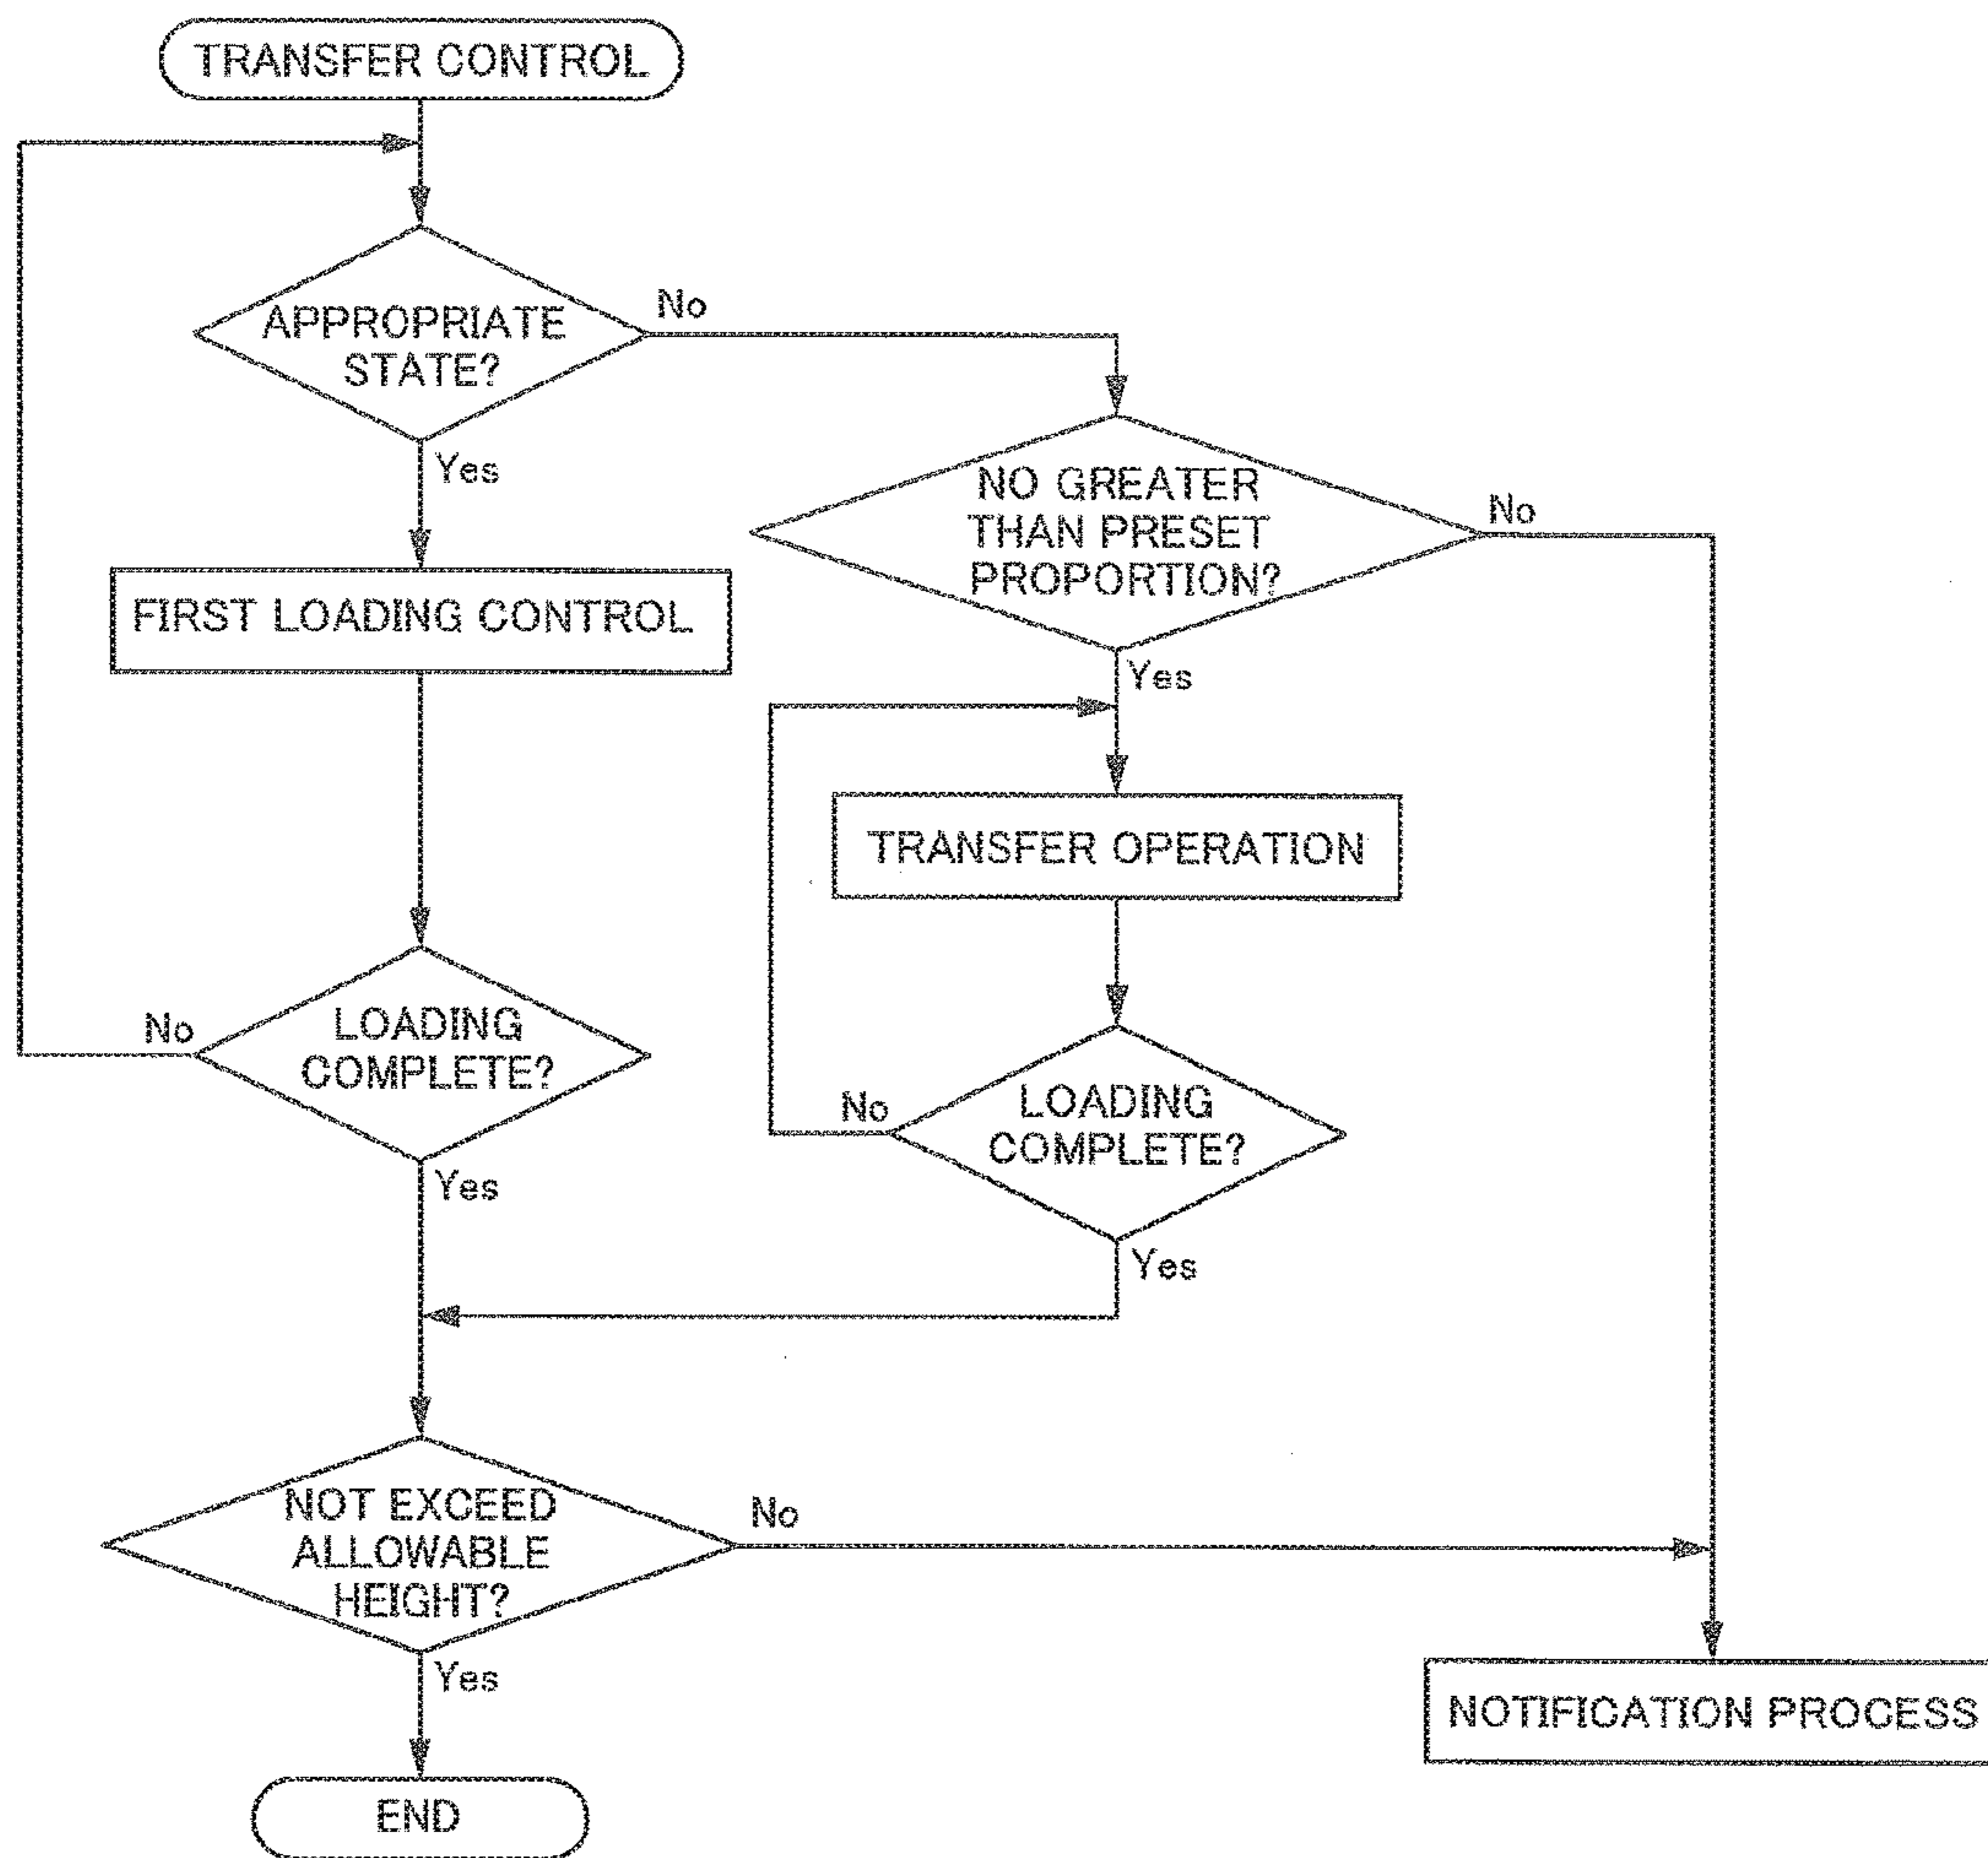 TRANSFER CONTROL
APPROPRIATE
STATE?
No
Yes
NO GREATER
THAN PRESET
PROPORTION?
No
Yes
FIRST LOADING CONTROL
TRANSFER OPERATION
LOADING
COMPLETE?
No
Yes
LOADING
COMPLETE?
No
Yes
NOT EXCEED
ALLOWABLE
HEIGHT?
No
Yes
NOTIFICATION PROCESS
END